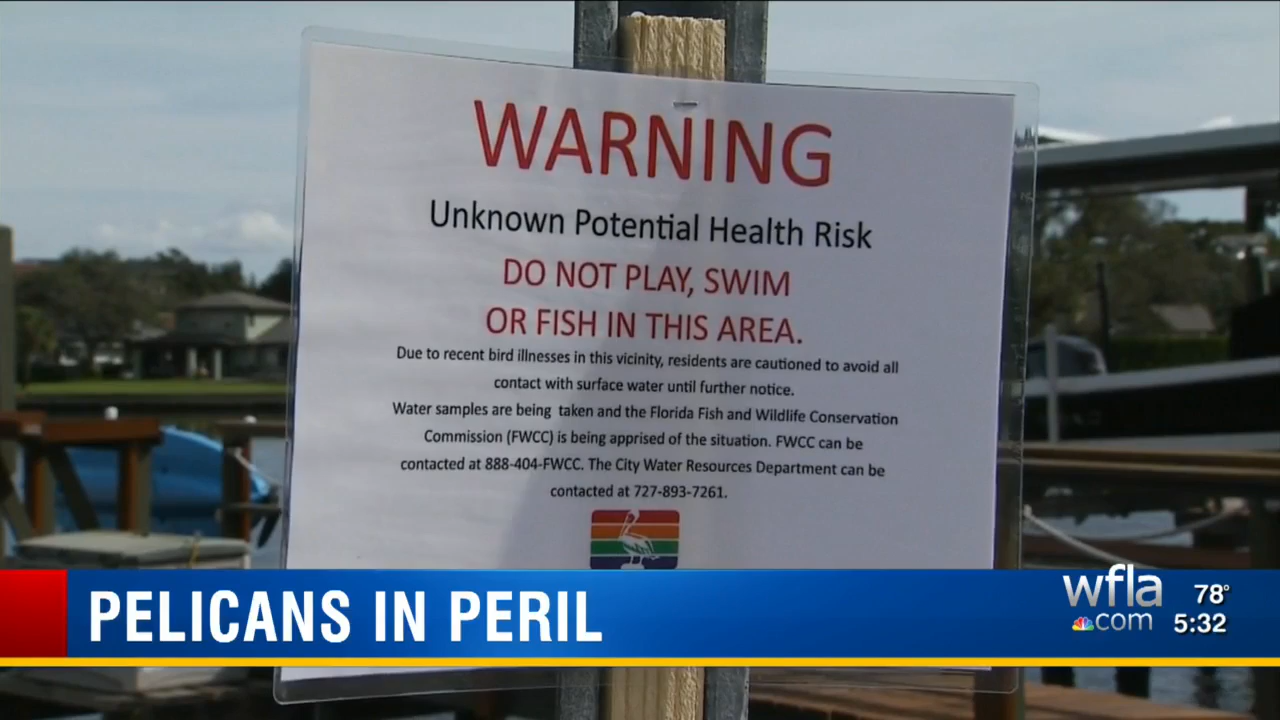 WARNING
Unknown Potential Health Risk
DO NOT PLAY, SWIM
OR FISH IN THIS AREA.
Due to recent bird illnesses in this vicinity, residents are cautioned to avoid all
contact with surface water until further notice.
Water samples are being taken and the Florida Fish and Wildlife Conservation
Commission (FWCC) is being apprised of the situation. FWCC can be
contacted at 888-404-FWCC. The City Water Resources Department can be
contacted at 727-893-7261.
PELICANS IN PERIL
wfla
.com
78°
5:32